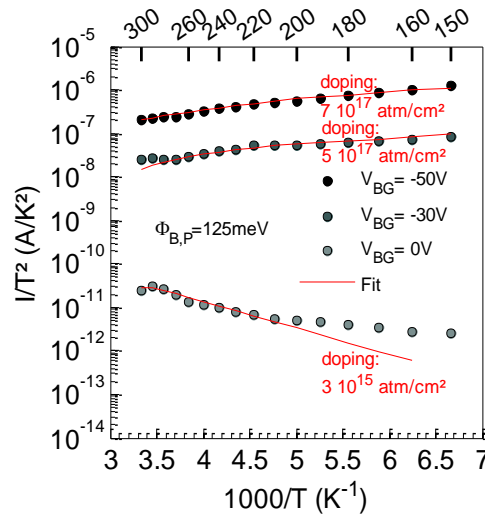 300 260 240 220 200 180 160 150
10⁻⁵
10⁻⁶
10⁻⁷
10⁻⁸
10⁻⁹
10⁻¹⁰
10⁻¹¹
10⁻¹²
10⁻¹³
10⁻¹⁴
I/T² (A/K²)
doping:
7 10¹⁷ atm/cm²
doping:
5 10¹⁷ atm/cm²
V_BG= -50V
V_BG= -30V
V_BG= 0V
Fit
Φ_B,P=125meV
doping:
3 10¹⁵ atm/cm²
3 3.5 4 4.5 5 5.5 6 6.5 7
1000/T (K⁻¹)